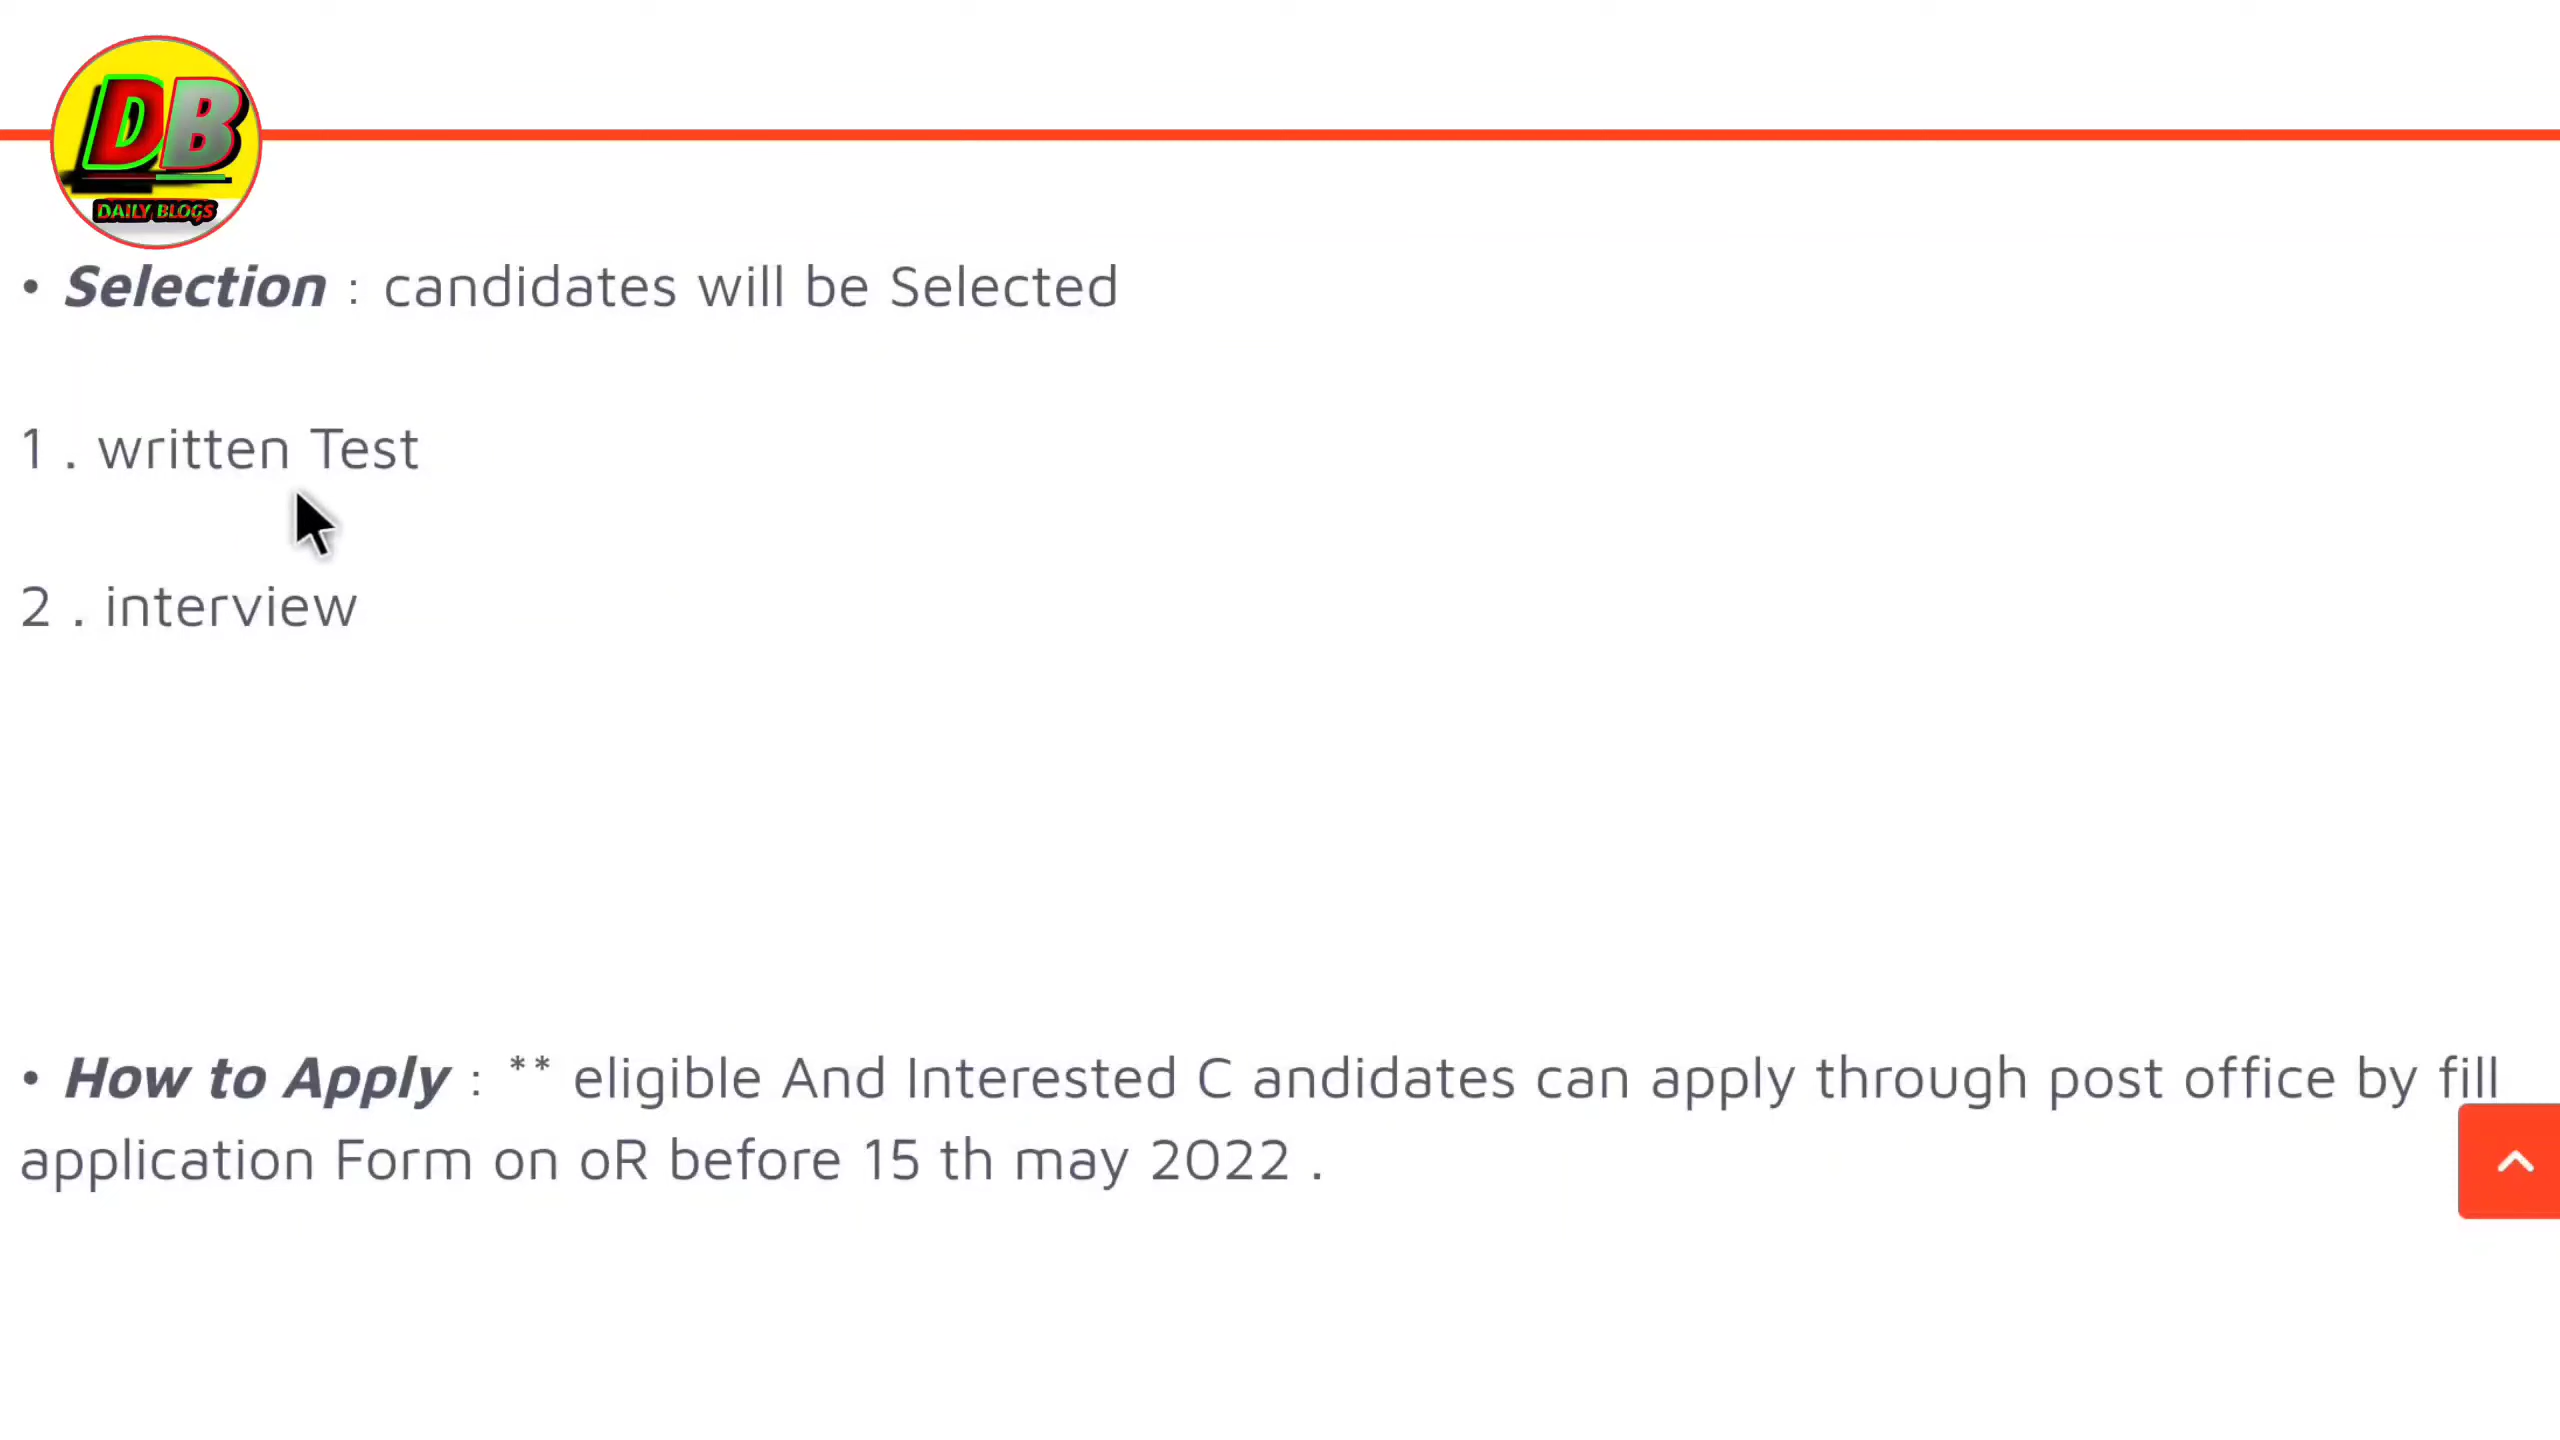 DB
DAILY BLOGS
• Selection : candidates will be Selected
1 . written Test
2 . interview
• How to Apply : ** eligible And Interested C andidates can apply through post office by fill
application Form on oR before 15 th may 2022 .